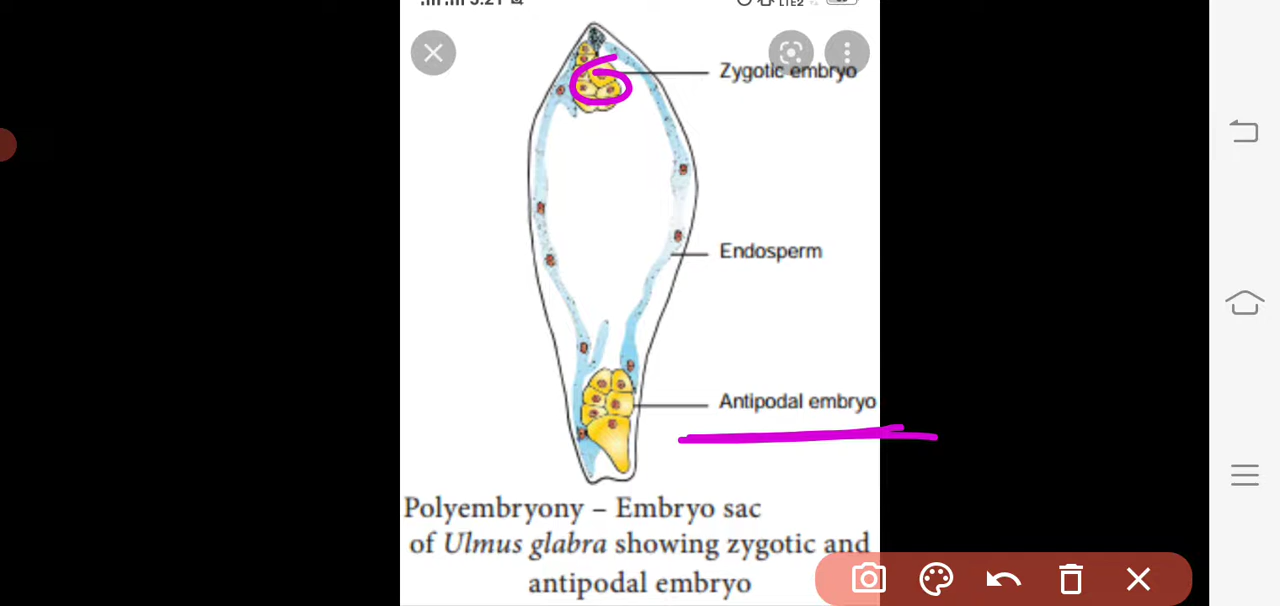 Zygotic embryo
Endosperm
Antipodal embryo
Polyembryony – Embryo sac
of Ulmus glabra showing zygotic and
antipodal embryo